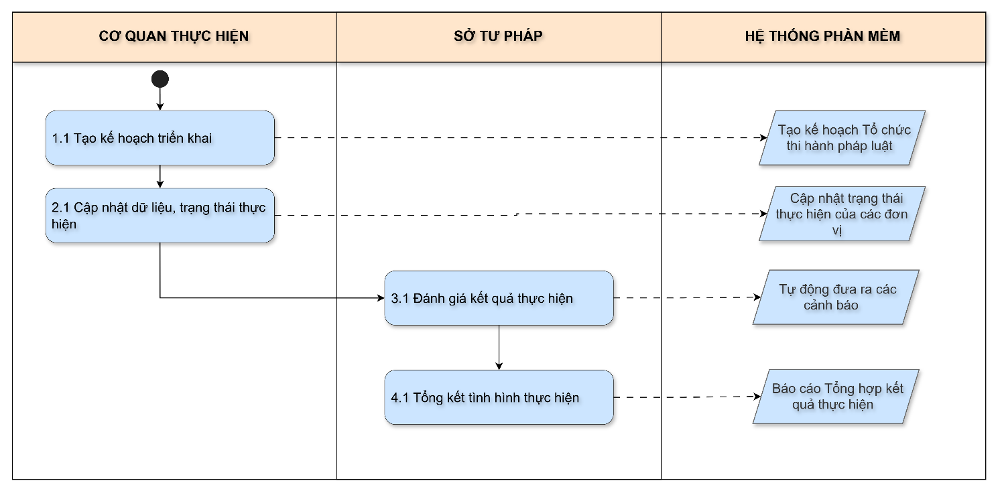 CƠ QUAN THỰC HIỆN
SỞ TƯ PHÁP
HỆ THỐNG PHẦN MỀM
1.1 Tạo kế hoạch triển khai
Tạo kế hoạch Tổ chức
thi hành pháp luật
2.1 Cập nhật dữ liệu, trạng thái thực
hiện
Cập nhật trạng thái
thực hiện của các đơn
vị
3.1 Đánh giá kết quả thực hiện
Tự động đưa ra các
cảnh báo
4.1 Tổng kết tình hình thực hiện
Báo cáo Tổng hợp kết
quả thực hiện